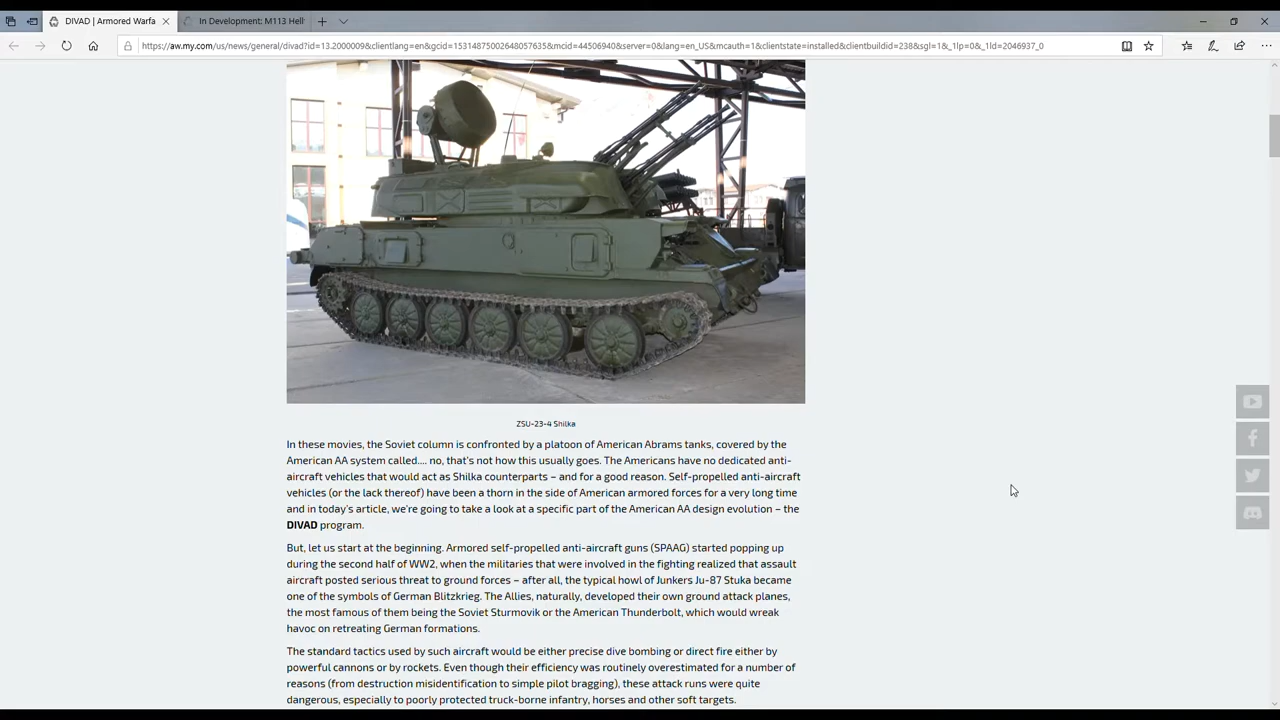 DIVAD | Armored Warfa
In Development: M113 Hell
https://aw.my.com/us/news/general/divad?id=13.2000009&clientlang=en&gcid=15314875002648057635&mcid=44506940&server=0&lang=en_US&mcauth=1&clientstate=installed&clientbuildid=238&sgl=1&_1lp=0&_1ld=2046937_0
ZSU-23-4 Shilka
In these movies, the Soviet column is confronted by a platoon of American Abrams tanks, covered by the
American AA system called.... no, that's not how this usually goes. The Americans have no dedicated anti-
aircraft vehicles that would act as Shilka counterparts – and for a good reason. Self-propelled anti-aircraft
vehicles (or the lack thereof) have been a thorn in the side of American armored forces for a very long time
and in today's article, we're going to take a look at a specific part of the American AA design evolution – the
DIVAD program.
But, let us start at the beginning. Armored self-propelled anti-aircraft guns (SPAAG) started popping up
during the second half of WW2, when the militaries that were involved in the fighting realized that assault
aircraft posted serious threat to ground forces – after all, the typical howl of Junkers Ju-87 Stuka became
one of the symbols of German Blitzkrieg. The Allies, naturally, developed their own ground attack planes,
the most famous of them being the Soviet Sturmovik or the American Thunderbolt, which would wreak
havoc on retreating German formations.
The standard tactics used by such aircraft would be either precise dive bombing or direct fire either by
powerful cannons or by rockets. Even though their efficiency was routinely overestimated for a number of
reasons (from destruction misidentification to simple pilot bragging), these attack runs were quite
dangerous, especially to poorly protected truck-borne infantry, horses and other soft targets.